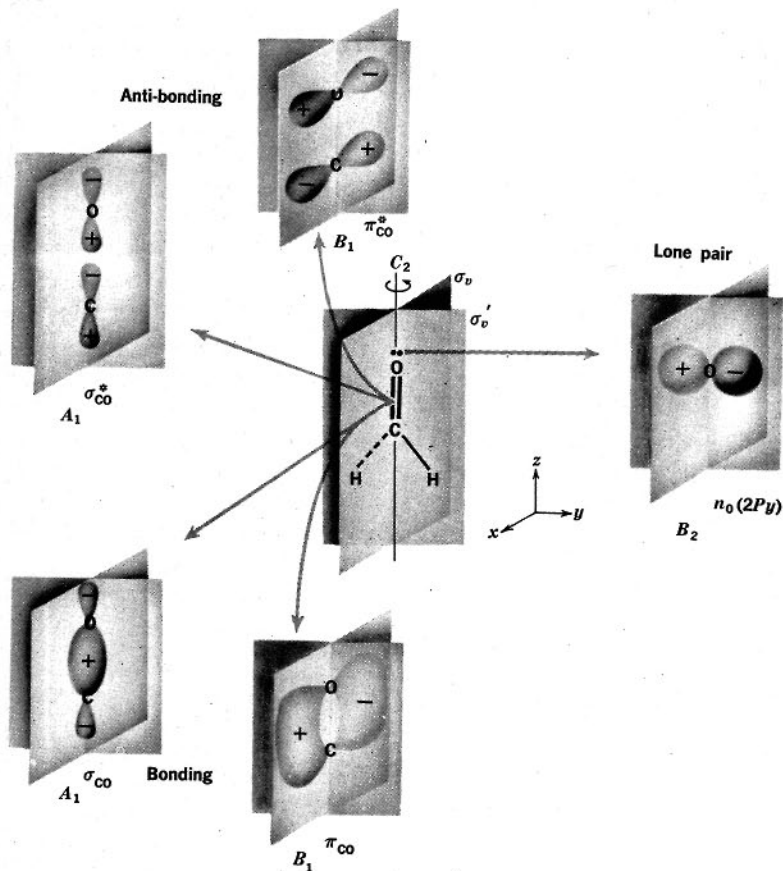 Anti-bonding
−
+
O
+
C
−
π*CO
B1
−
O
+
−
C
+
σ*CO
A1
C2
σv
σv′
O
C
H
H
z
y
x
Lone pair
+
O
−
n0 (2Py)
B2
−
O
+
C
−
σCO
A1
Bonding
O
−
+
C
πCO
B1